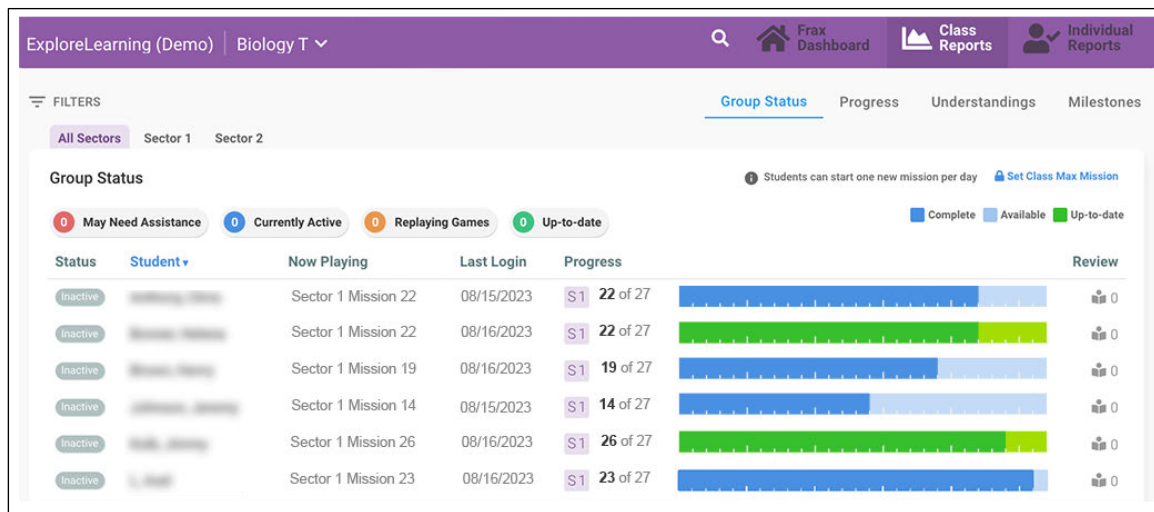 ExploreLearning (Demo) Biology T
Frax Dashboard
Class Reports
Individual Reports
FILTERS
Group Status Progress Understandings Milestones
All Sectors Sector 1 Sector 2
Group Status
Students can start one new mission per day Set Class Max Mission
0 May Need Assistance 0 Currently Active 0 Replaying Games 0 Up-to-date
Complete Available Up-to-date
Status Student Now Playing Last Login Progress Review
Inactive Sector 1 Mission 22 08/15/2023 S1 22 of 27 0
Inactive Sector 1 Mission 22 08/16/2023 S1 22 of 27 0
Inactive Sector 1 Mission 19 08/16/2023 S1 19 of 27 0
Inactive Sector 1 Mission 14 08/15/2023 S1 14 of 27 0
Inactive Sector 1 Mission 26 08/16/2023 S1 26 of 27 0
Inactive Sector 1 Mission 23 08/16/2023 S1 23 of 27 0